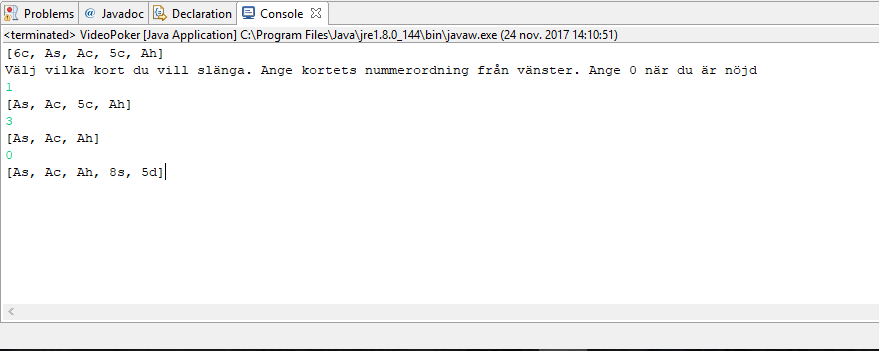 Problems @ Javadoc Declaration Console
<terminated> VideoPoker [Java Application] C:\Program Files\Java\jre1.8.0_144\bin\javaw.exe (24 nov. 2017 14:10:51)
[6c, As, Ac, 5c, Ah]
Välj vilka kort du vill slänga. Ange kortets nummerordning från vänster. Ange 0 när du är nöjd
1
[As, Ac, 5c, Ah]
3
[As, Ac, Ah]
0
[As, Ac, Ah, 8s, 5d]